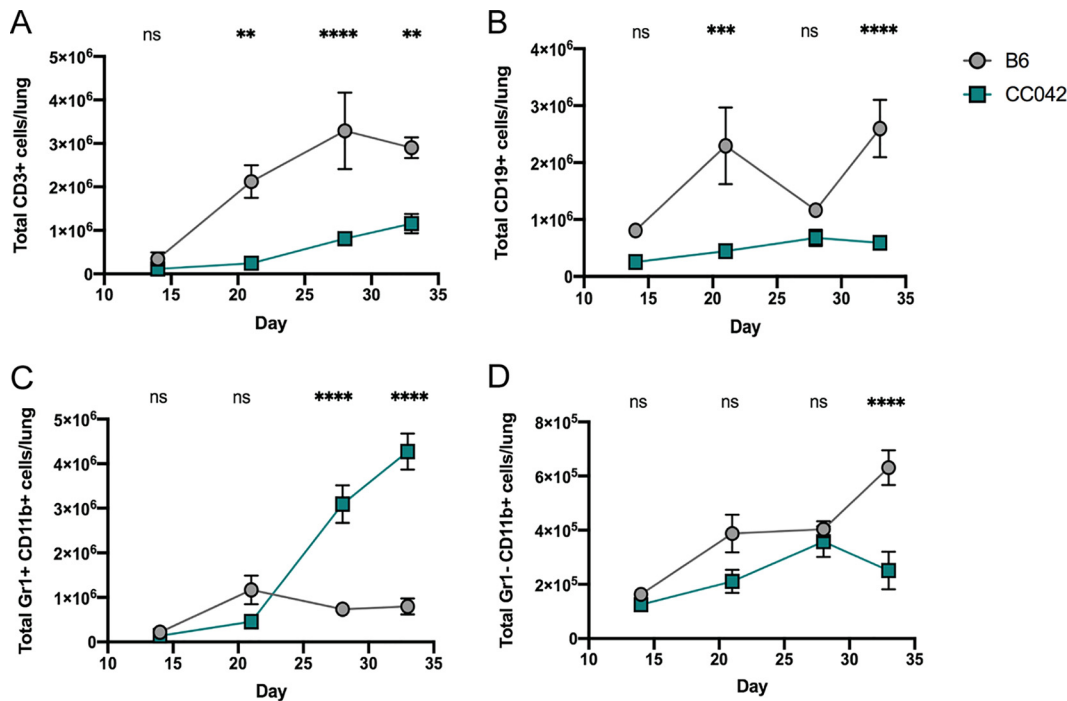 A
ns ** **** **
5×10⁶
4×10⁶
3×10⁶
2×10⁶
1×10⁶
0
10 15 20 25 30 35
Day
Total CD3+ cells/lung
B
ns *** ns ****
4×10⁶
3×10⁶
2×10⁶
1×10⁶
0
10 15 20 25 30 35
Day
Total CD19+ cells/lung
B6
CC042
C
ns ns **** ****
5×10⁶
4×10⁶
3×10⁶
2×10⁶
1×10⁶
0
10 15 20 25 30 35
Day
Total Gr1+ CD11b+ cells/lung
D
ns ns ns ****
8×10⁵
6×10⁵
4×10⁵
2×10⁵
0
10 15 20 25 30 35
Day
Total Gr1- CD11b+ cells/lung